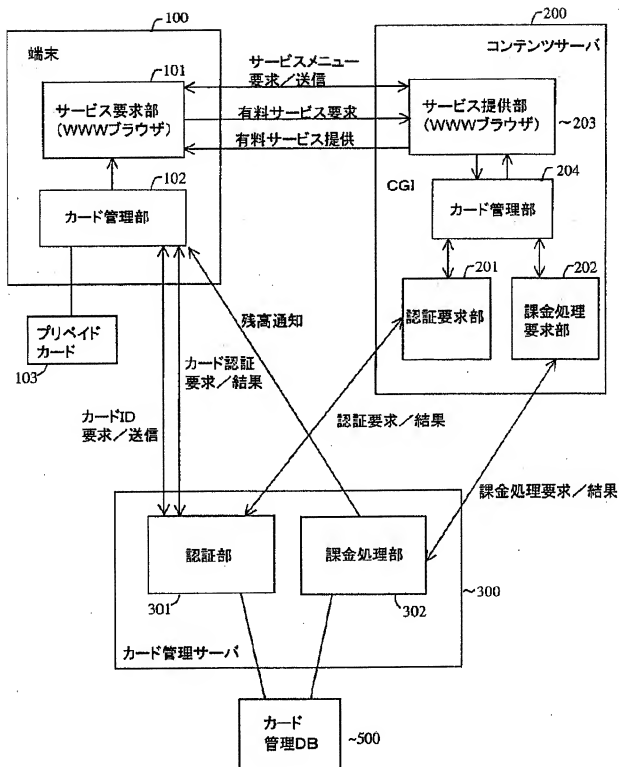 100
端末
101
サービス要求部
(WWWブラウザ)
102
カード管理部
プリペイド
カード
103
サービスメニュー
要求/送信
有料サービス要求
有料サービス提供
200
コンテンツサーバ
サービス提供部
(WWWブラウザ)
~203
204
CGI
カード管理部
201
認証要求部
202
課金処理
要求部
残高通知
カード認証
要求/結果
カードID
要求/送信
認証要求/結果
課金処理要求/結果
認証部
301
課金処理部
302
~300
カード管理サーバ
カード
管理DB
~500